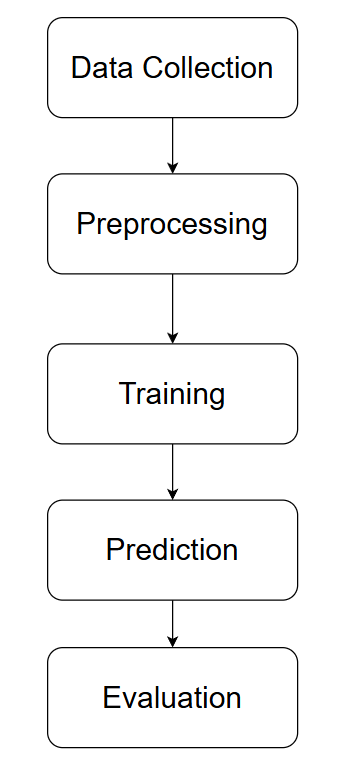 Data Collection
Preprocessing
Training
Prediction
Evaluation